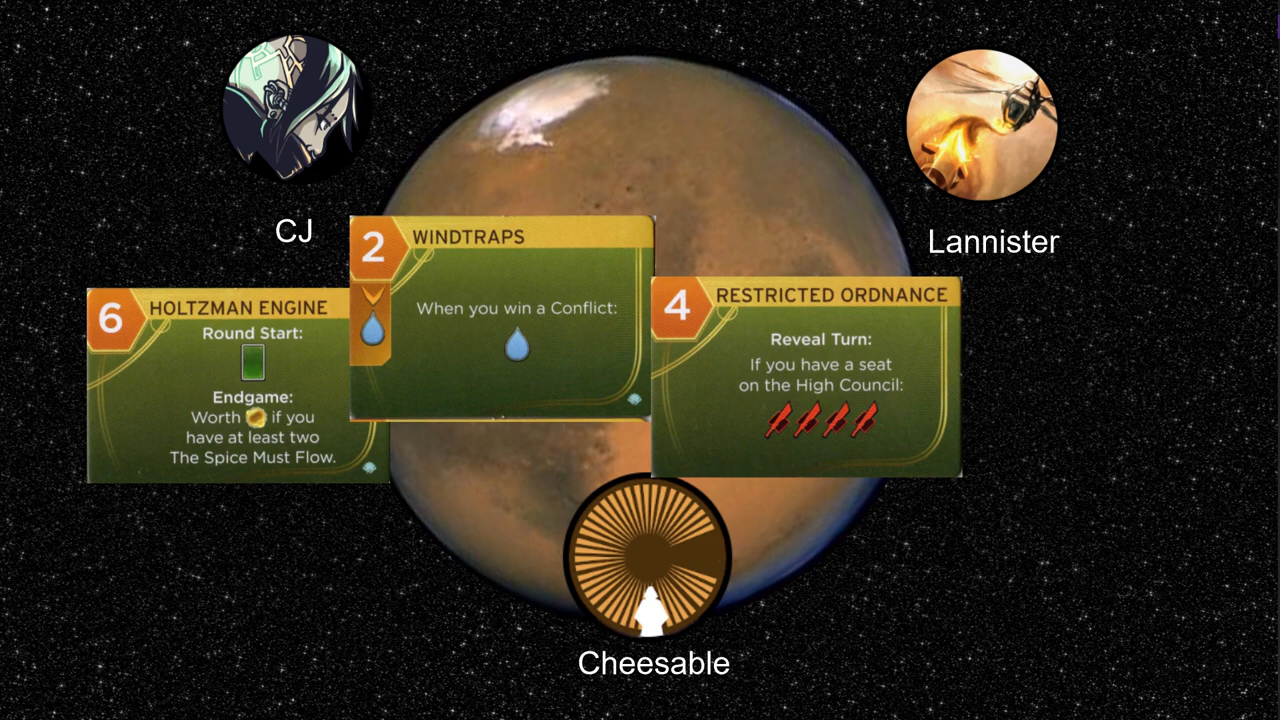 CJ
Lannister
6
HOLTZMAN ENGINE
Round Start:
Endgame:
Worth if you
have at least two
The Spice Must Flow.
2
WINDTRAPS
When you win a Conflict:
4
RESTRICTED ORDNANCE
Reveal Turn:
If you have a seat
on the High Council:
Cheesable